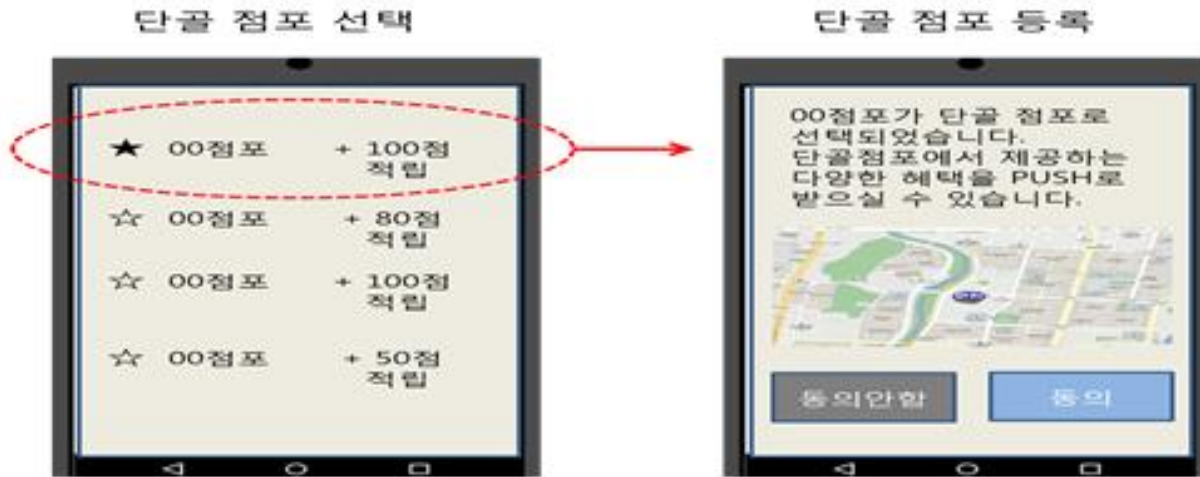 단골 점포 선택
★ 00점포 + 100점
적립
☆ 00점포 + 80점
적립
☆ 00점포 + 100점
적립
☆ 00점포 + 50점
적립
단골 점포 등록
00점포가 단골 점포로
선택되었습니다.
단골점포에서 제공하는
다양한 혜택을 PUSH로
받으실 수 있습니다.
동의안함
동의